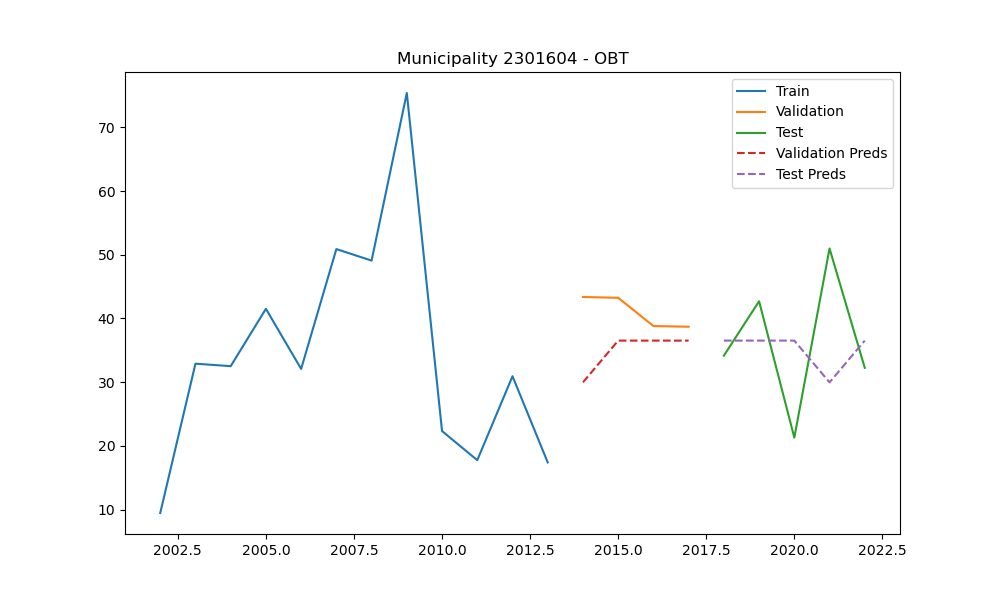 Municipality 2301604 - OBT
Train
Validation
Test
Validation Preds
Test Preds
70
60
50
40
30
20
10
2002.5 2005.0 2007.5 2010.0 2012.5 2015.0 2017.5 2020.0 2022.5